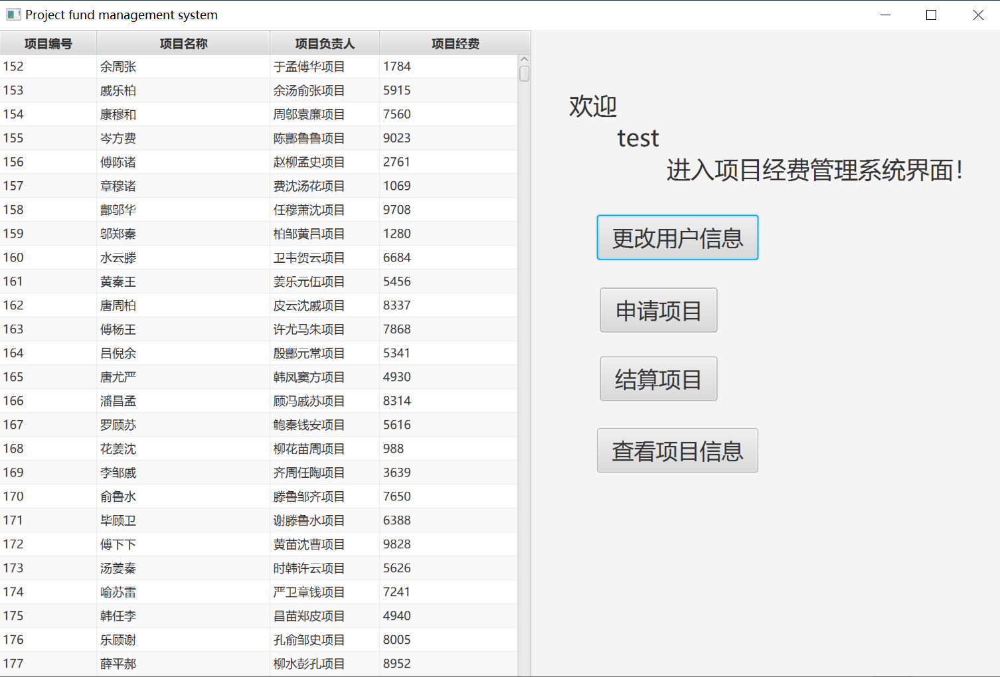 Project fund management system
项目编号 项目名称 项目负责人 项目经费
152 余周张 于孟傅华项目 1784
153 戚乐柏 余汤俞张项目 5915
154 康穆和 周邬袁廉项目 7560
155 岑方费 陈酆鲁鲁项目 9023
156 傅陈诸 赵柳孟史项目 2761
157 章穆诸 费沈汤花项目 1069
158 酆邬华 任穆萧沈项目 9708
159 邬郑秦 柏邹黄吕项目 1280
160 水云滕 卫韦贺云项目 6684
161 黄秦王 姜乐元伍项目 5456
162 唐周柏 皮云沈戚项目 8337
163 傅杨王 许尤马朱项目 7868
164 吕倪余 殷酆元常项目 5341
165 唐尤严 韩凤窦方项目 4930
166 潘昌孟 顾冯戚苏项目 8314
167 罗顾苏 鲍秦钱安项目 5616
168 花姜沈 柳花苗周项目 988
169 李邹戚 齐周任陶项目 3639
170 俞鲁水 滕鲁邹齐项目 7650
171 毕顾卫 谢滕鲁水项目 6388
172 傅卞卞 黄苗沈曹项目 9828
173 汤姜秦 时韩许云项目 5626
174 喻苏雷 严卫章钱项目 7241
175 韩任李 昌苗郑皮项目 4940
176 乐顾谢 孔俞邹史项目 8005
177 薛平郝 柳水彭孔项目 8952
欢迎
test
进入项目经费管理系统界面！
更改用户信息
申请项目
结算项目
查看项目信息